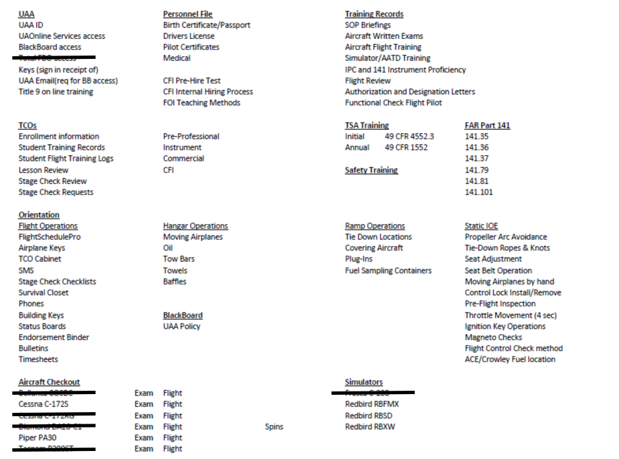 UAA
UAA ID
UAOnline Services access
BlackBoard access
Total FBO access
Keys (sign in receipt of)
UAA Email(req for BB access)
Title 9 on line training
Personnel File
Birth Certificate/Passport
Drivers License
Pilot Certificates
Medical
CFI Pre-Hire Test
CFI Internal Hiring Process
FOI Teaching Methods
Training Records
SOP Briefings
Aircraft Written Exams
Aircraft Flight Training
Simulator/AATD Training
IPC and 141 Instrument Proficiency
Flight Review
Authorization and Designation Letters
Functional Check Flight Pilot
TCOs
Enrollment information
Student Training Records
Student Flight Training Logs
Lesson Review
Stage Check Review
Stage Check Requests
Pre-Professional
Instrument
Commercial
CFI
TSA Training
Initial 49 CFR 4552.3
Annual 49 CFR 1552
Safety Training
FAR Part 141
141.35
141.36
141.37
141.79
141.81
141.101
Orientation
Flight Operations
FlightSchedulePro
Airplane Keys
TCO Cabinet
SMS
Stage Check Checklists
Survival Closet
Phones
Building Keys
Status Boards
Endorsement Binder
Bulletins
Timesheets
Hangar Operations
Moving Airplanes
Oil
Tow Bars
Towels
Baffles
BlackBoard
UAA Policy
Ramp Operations
Tie Down Locations
Covering Aircraft
Plug-Ins
Fuel Sampling Containers
Static IOE
Propeller Arc Avoidance
Tie-Down Ropes & Knots
Seat Adjustment
Seat Belt Operation
Moving Airplanes by hand
Control Lock Install/Remove
Pre-Flight Inspection
Throttle Movement (4 sec)
Ignition Key Operations
Magneto Checks
Flight Control Check method
ACE/Crowley Fuel location
Aircraft Checkout
Exam Flight
Cessna C-172S Exam Flight
Cessna C-172RG Exam Flight
Diamond DA20-C1 Exam Flight Spins
Piper PA30 Exam Flight
Exam Flight
Simulators
Redbird RBFMX
Redbird RBSD
Redbird RBXW